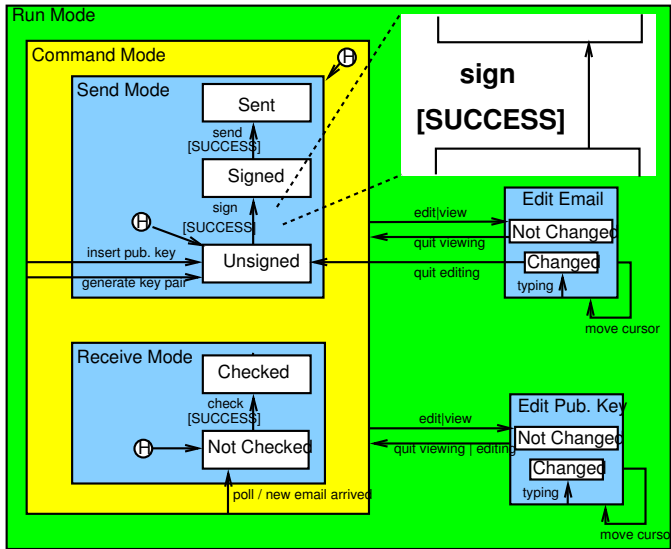 Run Mode
Command Mode
H
Send Mode
Sent
send
[SUCCESS]
Signed
sign
[SUCCESS]
H
insert pub. key
Unsigned
generate key pair
sign
[SUCCESS]
Edit Email
edit|view
Not Changed
quit viewing
Changed
quit editing
typing
move cursor
Receive Mode
Checked
check
[SUCCESS]
H
Not Checked
poll / new email arrived
Edit Pub. Key
edit|view
Not Changed
quit viewing | editing
Changed
typing
move curso